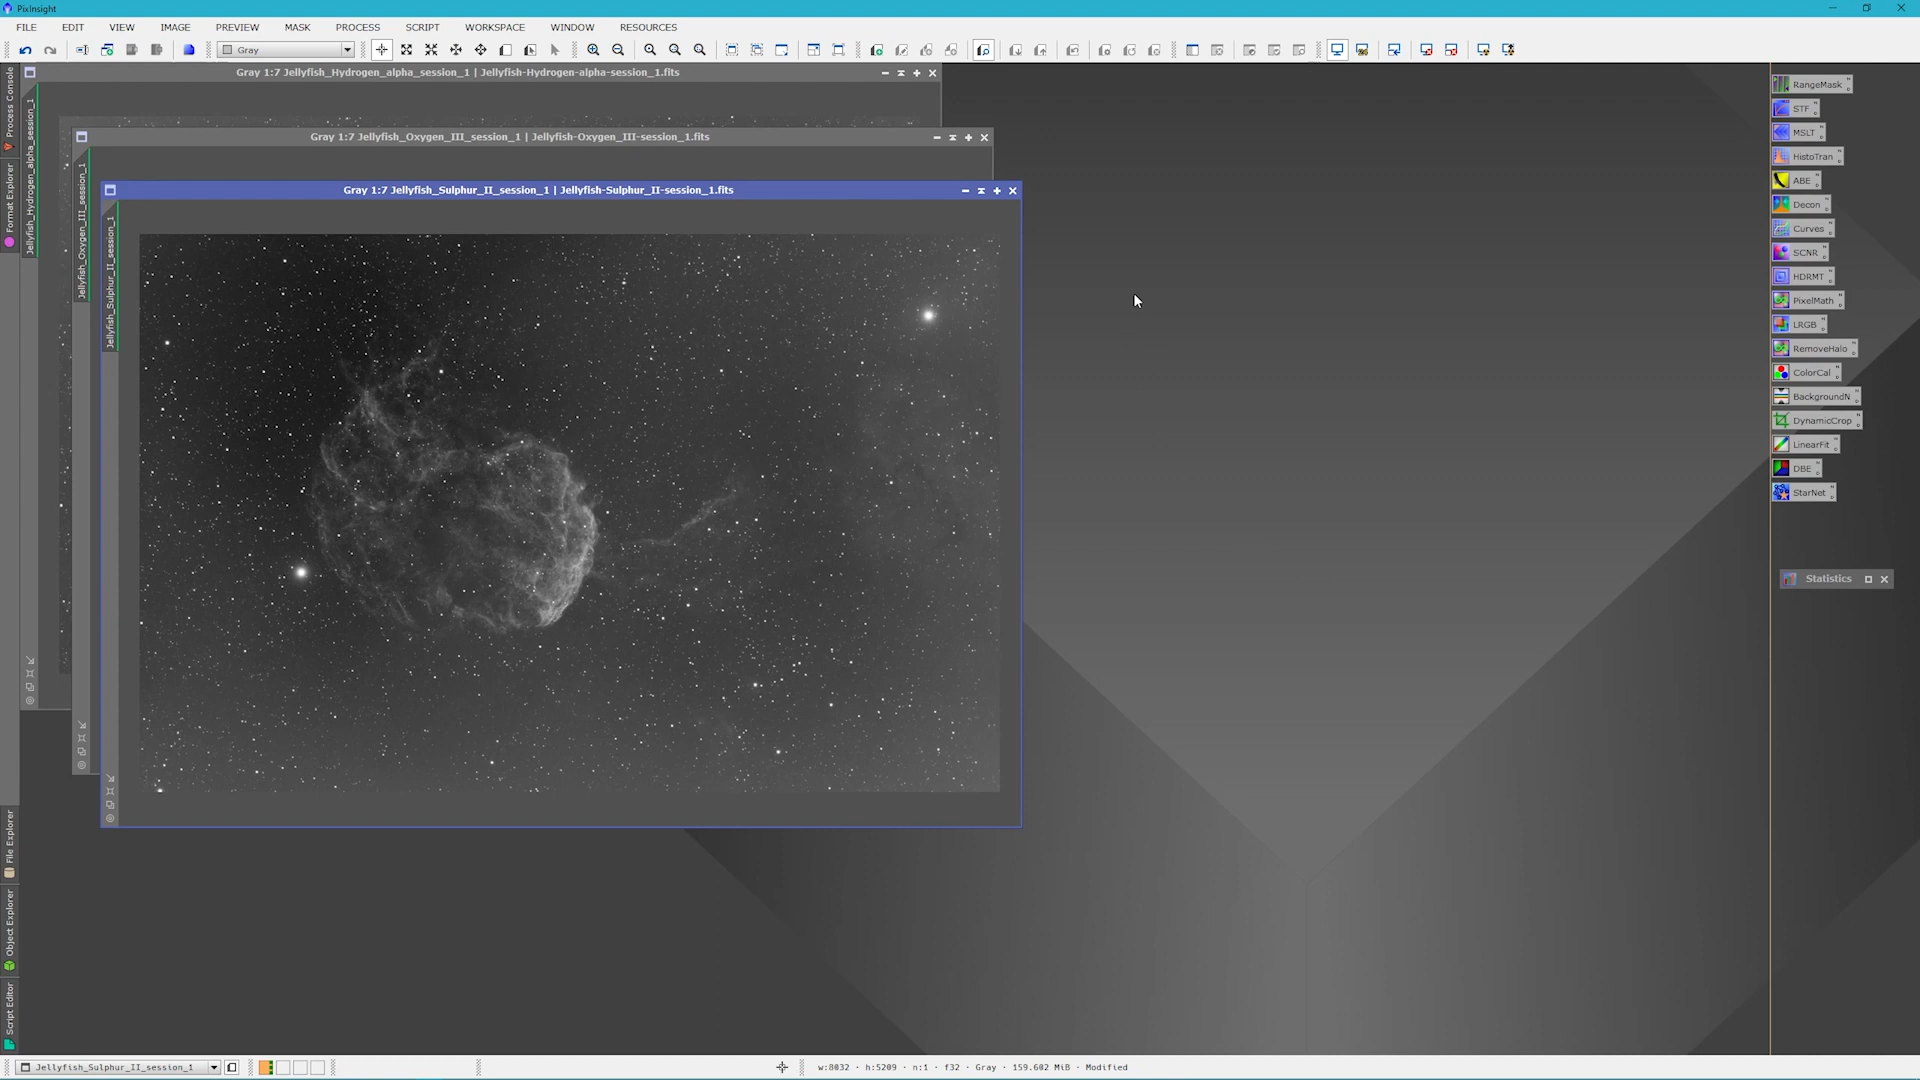 PixInsight
FILE EDIT VIEW IMAGE PREVIEW MASK PROCESS SCRIPT WORKSPACE WINDOW RESOURCES
Gray
Process Console
Format Explorer
File Explorer
Object Explorer
Script Editor
Gray 1:7 Jellyfish_Hydrogen_alpha_session_1 | Jellyfish-Hydrogen-alpha-session_1.fits
Jellyfish_Hydrogen_alpha_session_1
Gray 1:7 Jellyfish_Oxygen_III_session_1 | Jellyfish-Oxygen_III-session_1.fits
Jellyfish_Oxygen_III_session_1
Gray 1:7 Jellyfish_Sulphur_II_session_1 | Jellyfish-Sulphur_II-session_1.fits
Jellyfish_Sulphur_II_session_1
RangeMask
STF
MSLT
HistoTran
ABE
Decon
Curves
SCNR
HDRMT
PixelMath
LRGB
RemoveHalo
ColorCal
BackgroundN
DynamicCrop
LinearFit
DBE
StarNet
Statistics
Jellyfish_Sulphur_II_session_1
w:8032 · h:5209 · n:1 · f32 · Gray · 159.602 MiB · Modified